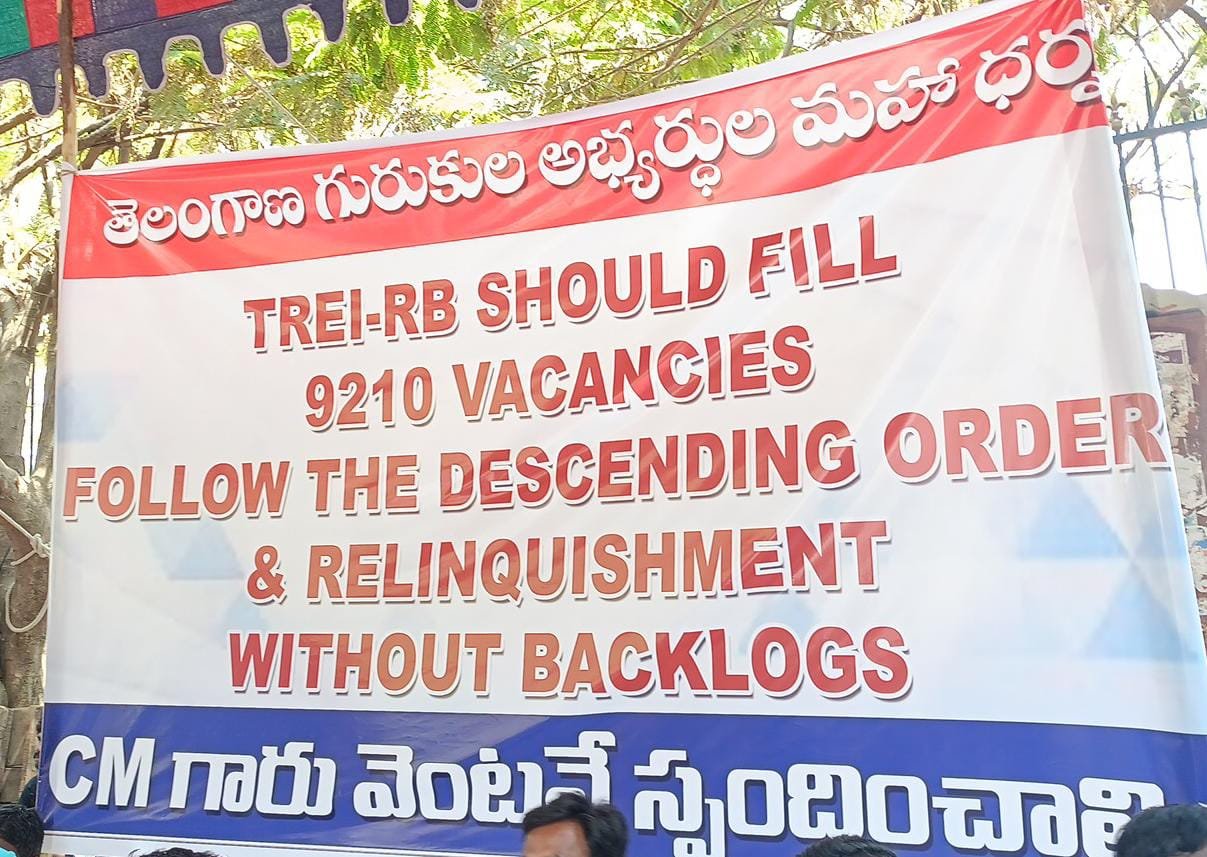 తెలంగాణ గురుకుల అభ్యర్ధుల మహా ధర్న
TREI-RB SHOULD FILL
9210 VACANCIES
FOLLOW THE DESCENDING ORDER
& RELINQUISHMENT
WITHOUT BACKLOGS
CM గారు వెంటనే స్పందించాలి